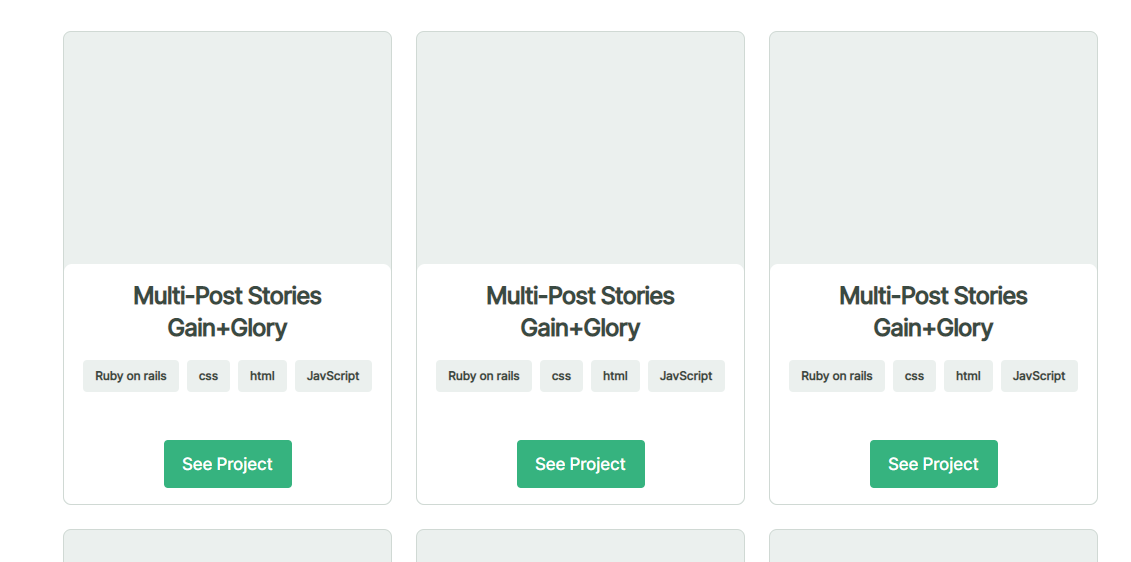 Multi-Post Stories
Gain+Glory
Ruby on rails css html JavScript
See Project
Multi-Post Stories
Gain+Glory
Ruby on rails css html JavScript
See Project
Multi-Post Stories
Gain+Glory
Ruby on rails css html JavScript
See Project